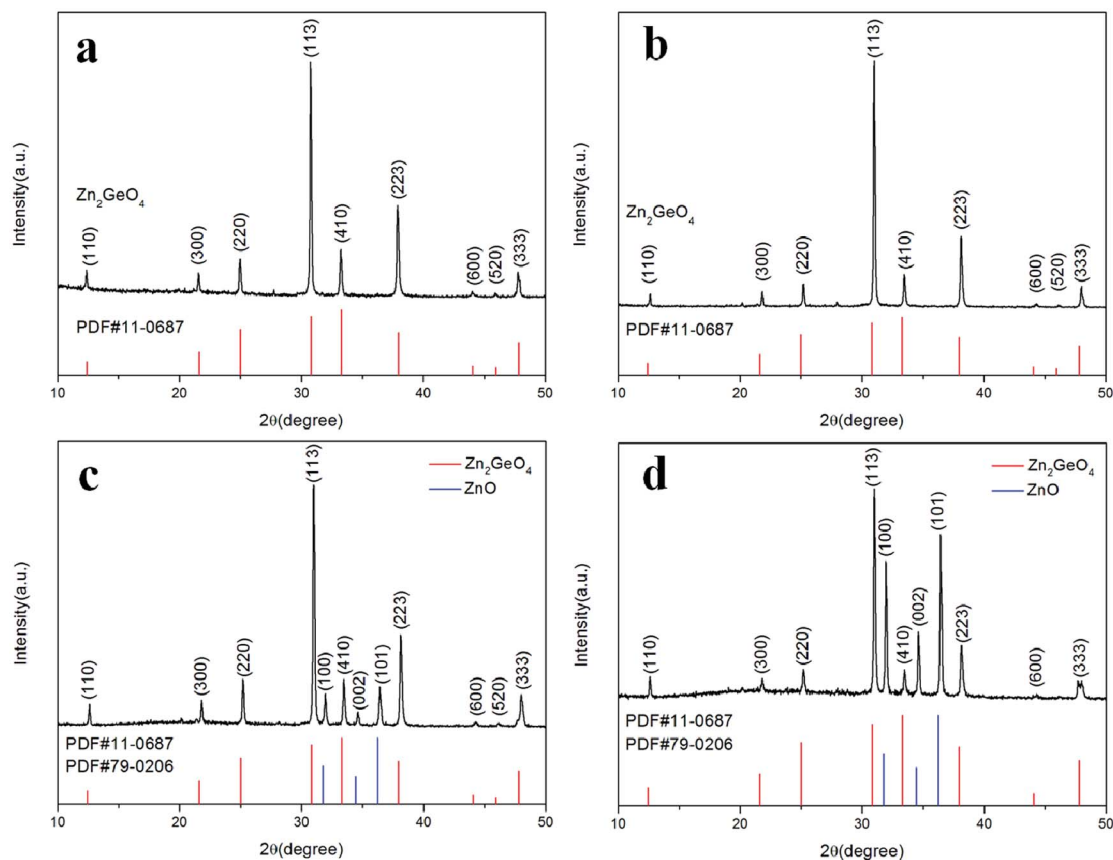 a
Intensity(a.u.)
Zn₂GeO₄
(110)
(300)
(220)
(113)
(410)
(223)
(600)
(520)
(333)
PDF#11-0687
10 20 30 40 50
2θ(degree)
b
Intensity(a.u.)
Zn₂GeO₄
(110)
(300)
(220)
(113)
(410)
(223)
(600)
(520)
(333)
PDF#11-0687
10 20 30 40 50
2θ(degree)
c
Zn₂GeO₄
ZnO
Intensity(a.u.)
(110)
(300)
(220)
(113)
(100)
(410)
(002)
(101)
(223)
(600)
(520)
(333)
PDF#11-0687
PDF#79-0206
10 20 30 40 50
2θ(degree)
d
Zn₂GeO₄
ZnO
Intensity(a.u.)
(110)
(300)
(220)
(113)
(100)
(410)
(002)
(101)
(223)
(600)
(333)
PDF#11-0687
PDF#79-0206
10 20 30 40 50
2θ(degree)